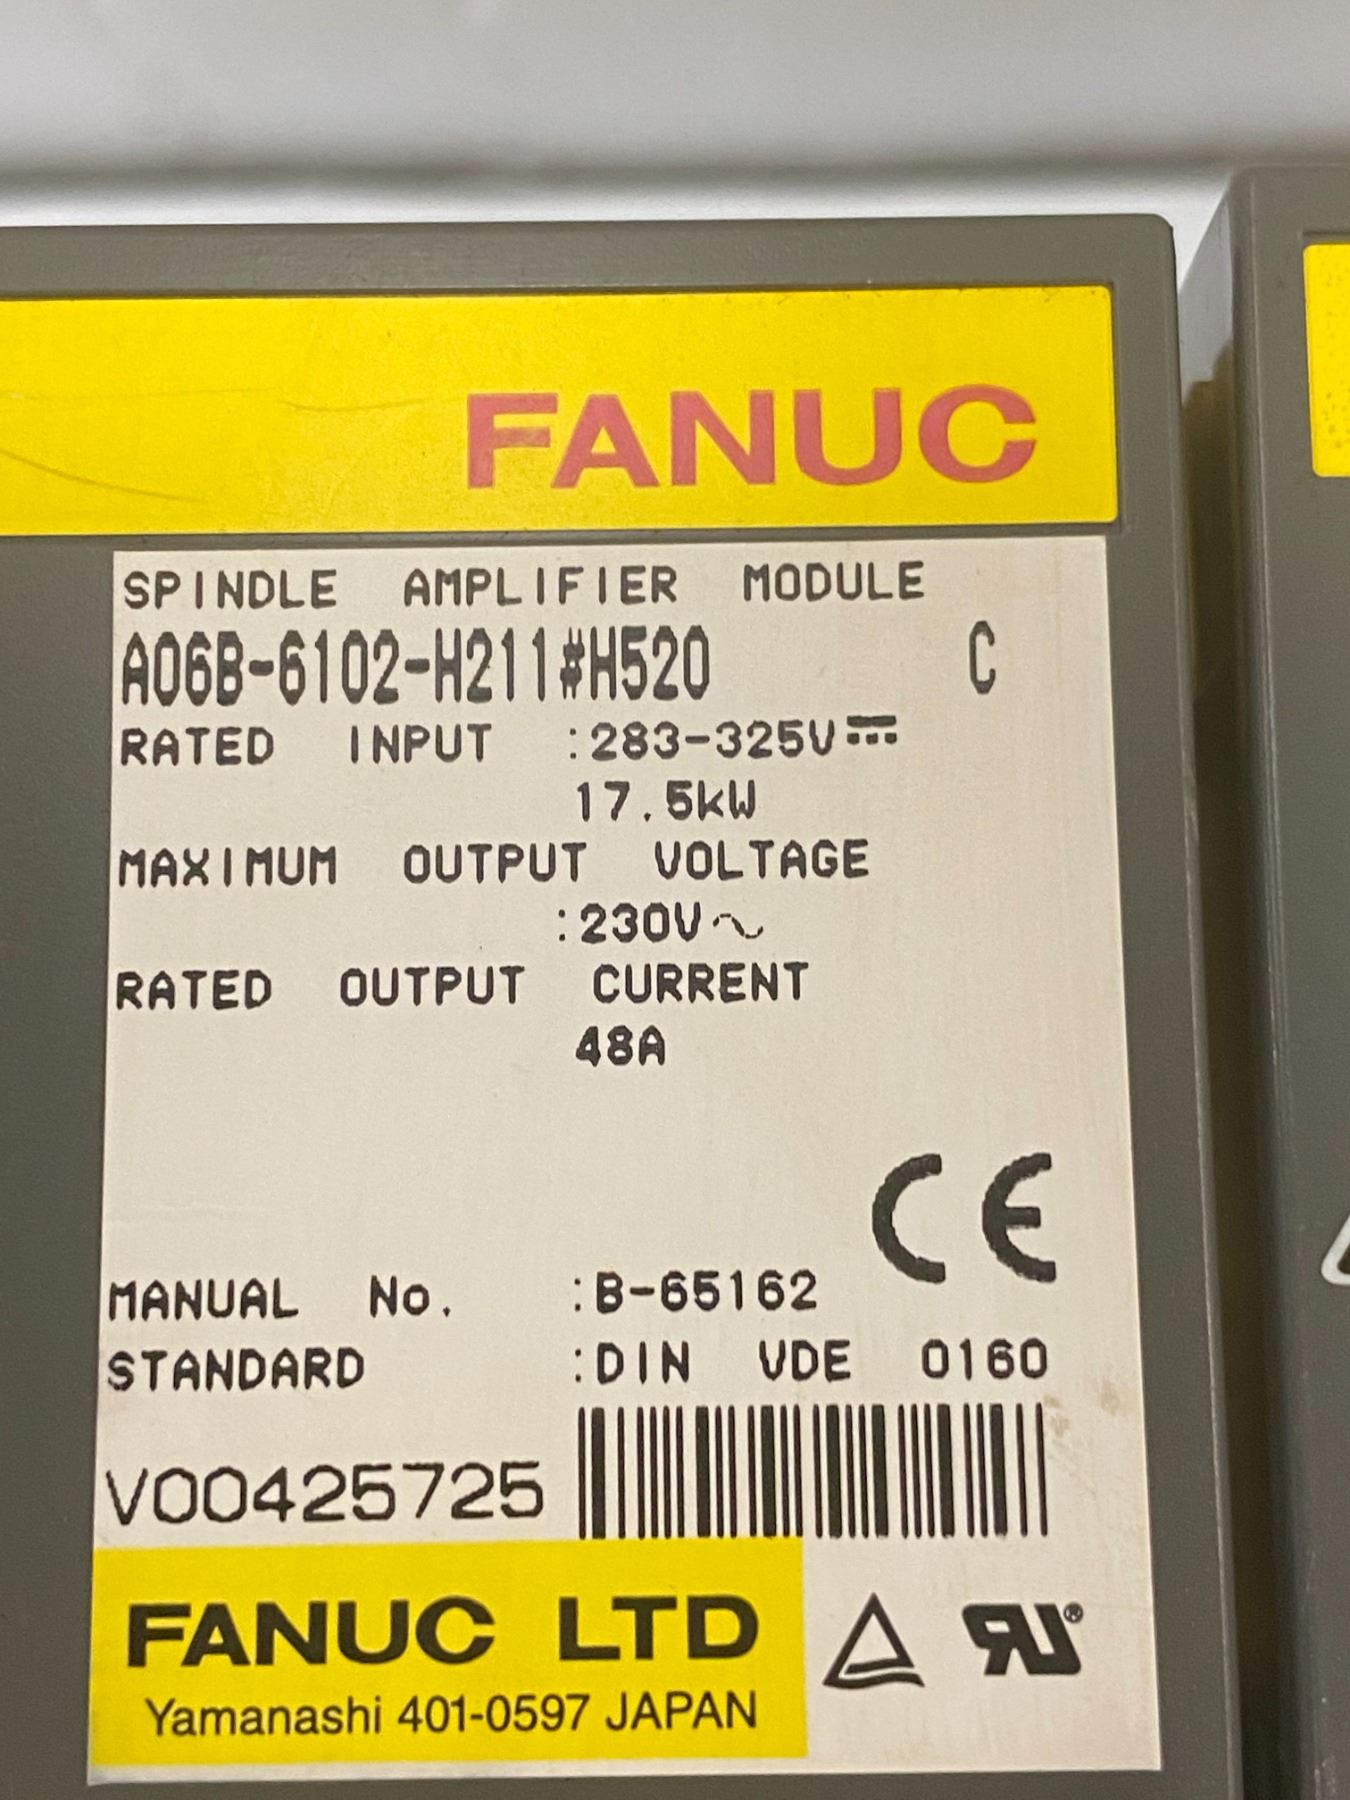 FANUC
SPINDLE AMPLIFIER MODULE
A06B-6102-H211#H520 C
RATED INPUT :283-325V⎓
17.5kW
MAXIMUM OUTPUT VOLTAGE
:230V~
RATED OUTPUT CURRENT
48A
CE
MANUAL No. :B-65162
STANDARD :DIN VDE 0160
V00425725
FANUC LTD
Yamanashi 401-0597 JAPAN
RU®